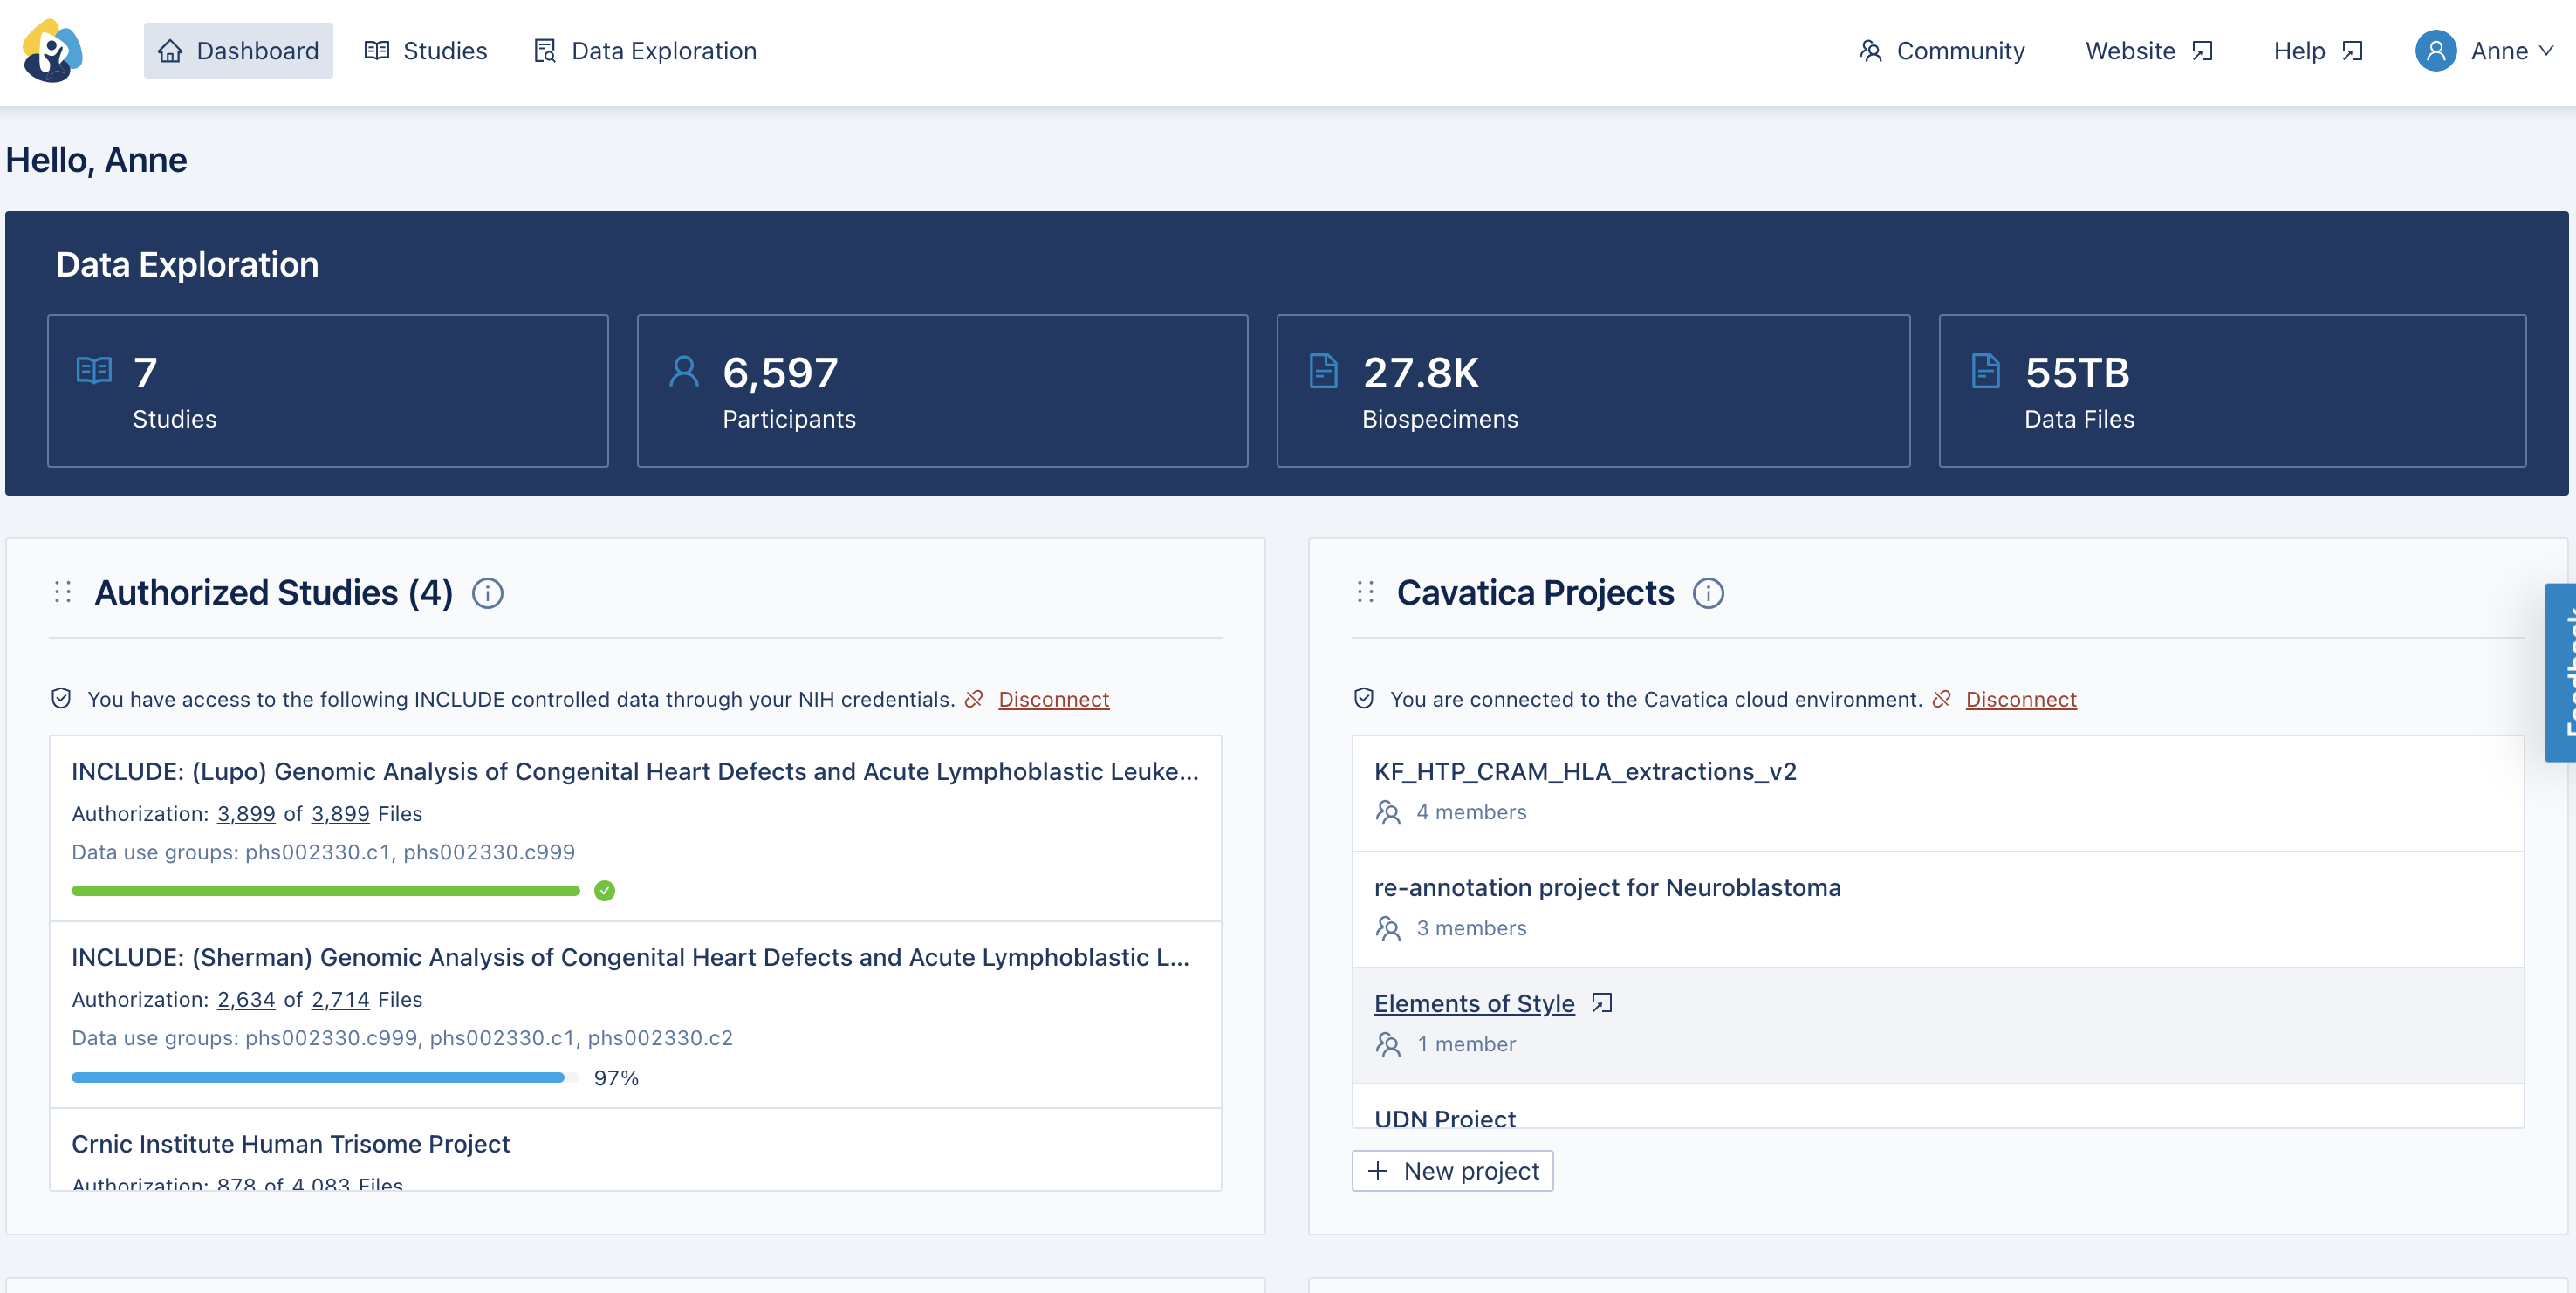 Dashboard
Studies
Data Exploration
Community
Website
Help
Anne
Hello, Anne
Data Exploration
7
Studies
6,597
Participants
27.8K
Biospecimens
55TB
Data Files
Authorized Studies (4)
You have access to the following INCLUDE controlled data through your NIH credentials. Disconnect
INCLUDE: (Lupo) Genomic Analysis of Congenital Heart Defects and Acute Lymphoblastic Leuke...
Authorization: 3,899 of 3,899 Files
Data use groups: phs002330.c1, phs002330.c999
INCLUDE: (Sherman) Genomic Analysis of Congenital Heart Defects and Acute Lymphoblastic L...
Authorization: 2,634 of 2,714 Files
Data use groups: phs002330.c999, phs002330.c1, phs002330.c2
97%
Crnic Institute Human Trisome Project
Authorization: 878 of 4,083 Files
Cavatica Projects
You are connected to the Cavatica cloud environment. Disconnect
KF_HTP_CRAM_HLA_extractions_v2
4 members
re-annotation project for Neuroblastoma
3 members
Elements of Style
1 member
UDN Project
New project
Feedback